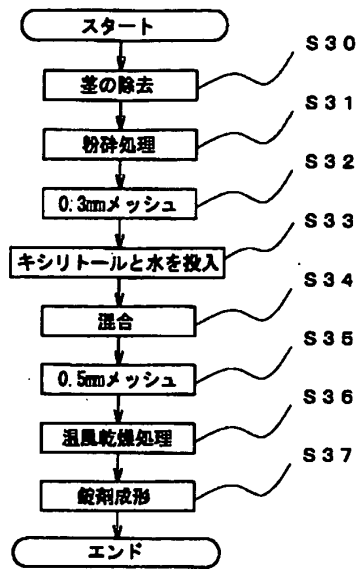 スタート
S30
茎の除去
S31
粉砕処理
S32
0.3mmメッシュ
S33
キシリトールと水を投入
S34
混合
S35
0.5mmメッシュ
S36
温風乾燥処理
S37
錠剤成形
エンド